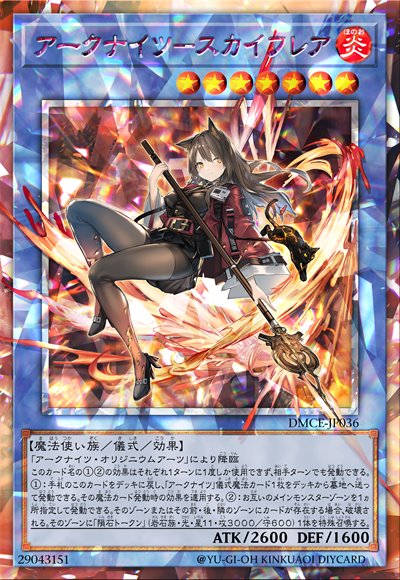 アークナイツースカイフレア
炎
ほのお
DMCE-JP036
【魔法使い族／儀式／効果】
「アークナイツ・オリジニウムアーツ」により降臨
このカード名の①②の効果はそれぞれ1ターンに1度しか使用できず、相手ターンでも発動できる。
①：手札のこのカードをデッキに戻し、「アークナイツ」儀式魔法カード1枚をデッキから墓地へ送っ
て発動できる。その魔法カード発動時の効果を適用する。②：お互いのメインモンスターゾーンを1ヵ
所指定して発動できる。そのゾーンまたはその前・後・隣のゾーンにカードが存在する場合、破壊さ
れる。そのゾーンに「隕石トークン」（岩石族・光・星11・攻3000／守600）1体を特殊召喚する。
ATK/2600 DEF/1600
29043151
@YU-GI-OH KINKUAOI DIYCARD